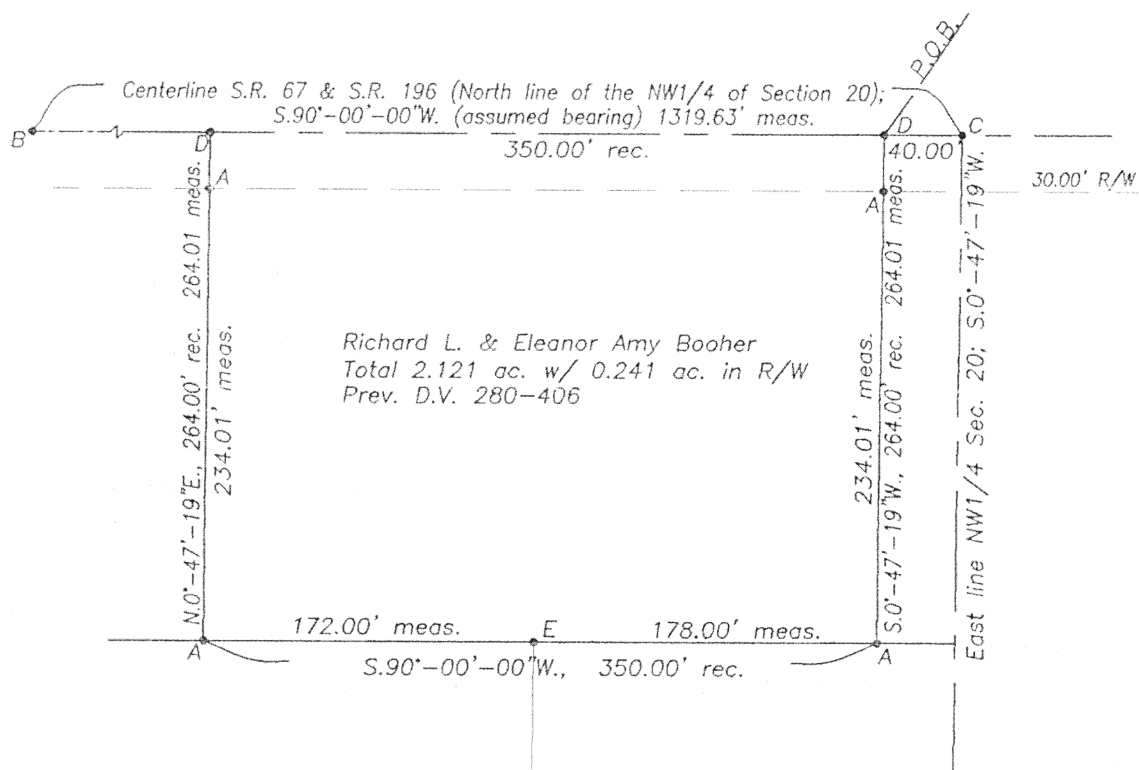 P.O.B.
Centerline S.R. 67 & S.R. 196 (North line of the NW1/4 of Section 20);
S.90°-00'-00"W. (assumed bearing) 1319.63' meas.
B
D
D
C
350.00' rec.
40.00
A
A
30.00' R/W
N.0°-47'-19"E., 264.00' rec. 264.01 meas.
234.01' meas.
Richard L. & Eleanor Amy Booher
Total 2.121 ac. w/ 0.241 ac. in R/W
Prev. D.V. 280-406
234.01' meas.
S.0°-47'-19"W., 264.00' rec. 264.01 meas.
East line NW1/4 Sec. 20; S.0°-47'-19"W.
172.00' meas.
E
178.00' meas.
A
A
S.90°-00'-00"W., 350.00' rec.